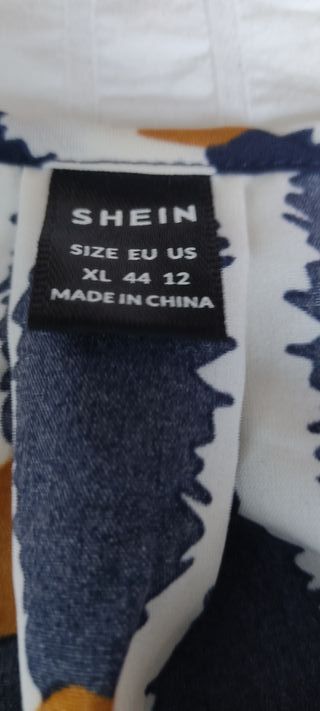 SHEIN
SIZE EU US
XL 44 12
MADE IN CHINA